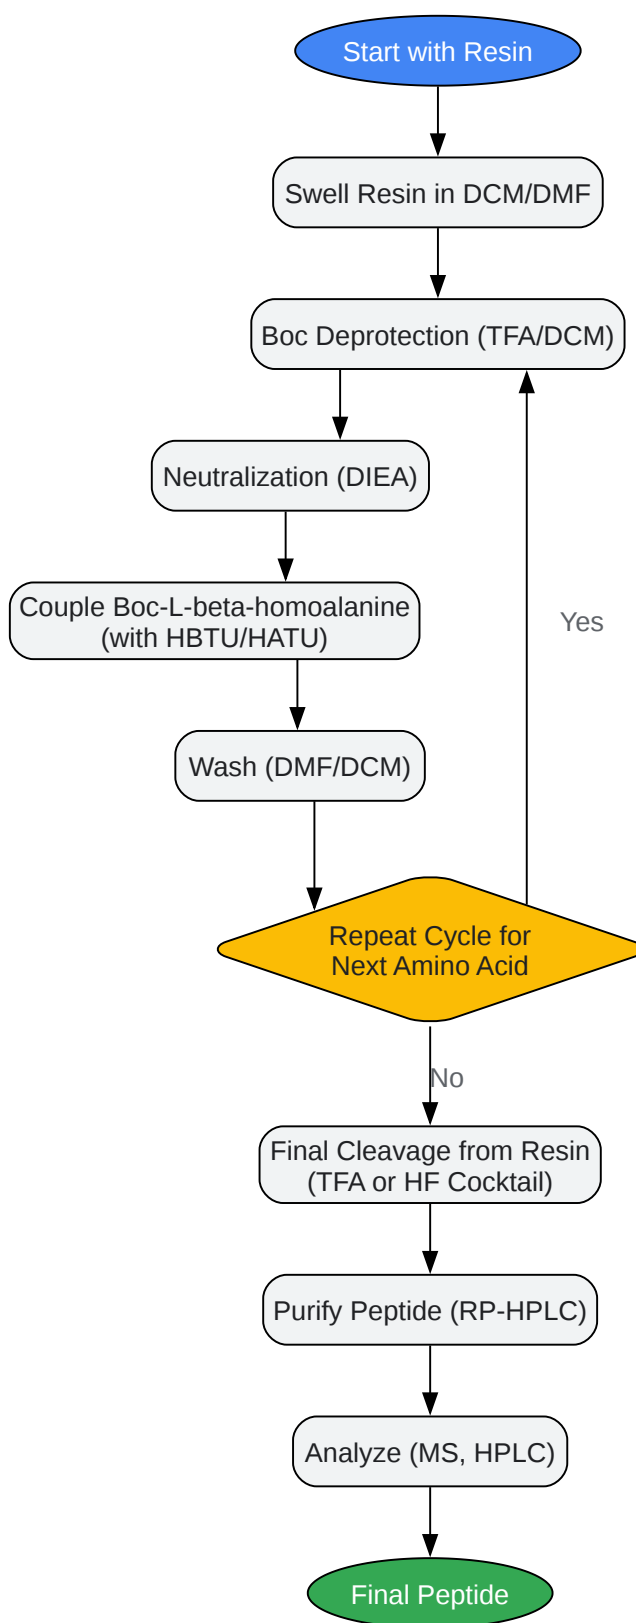 Start with Resin
Swell Resin in DCM/DMF
Boc Deprotection (TFA/DCM)
Neutralization (DIEA)
Couple Boc-L-beta-homoalanine
(with HBTU/HATU)
Yes
Wash (DMF/DCM)
Repeat Cycle for
Next Amino Acid
No
Final Cleavage from Resin
(TFA or HF Cocktail)
Purify Peptide (RP-HPLC)
Analyze (MS, HPLC)
Final Peptide